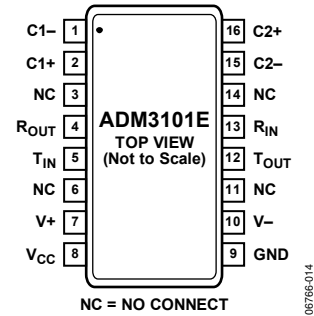 C1– 1 16 C2+
C1+ 2 15 C2–
NC 3 14 NC
ROUT 4 ADM3101E 13 RIN
TOP VIEW
TIN 5 (Not to Scale) 12 TOUT
NC 6 11 NC
V+ 7 10 V–
VCC 8 9 GND
NC = NO CONNECT
06766-014